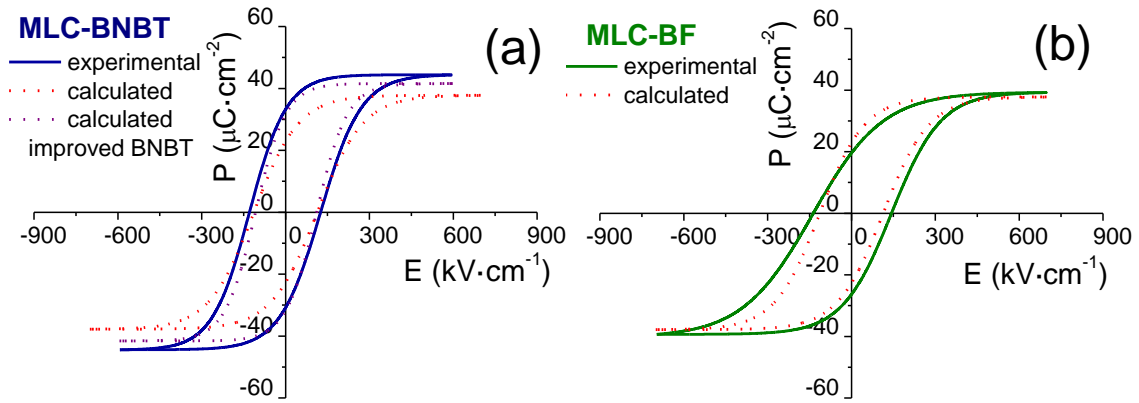 MLC-BNBT
experimental
calculated
calculated
improved BNBT
(a)
P (μC·cm⁻²)
60
40
20
0
-20
-40
-60
-900 -600 -300 0 300 600 900
E (kV·cm⁻¹)
MLC-BF
experimental
calculated
(b)
P (μC·cm⁻²)
60
40
20
0
-20
-40
-60
-900 -600 -300 0 300 600 900
E (kV·cm⁻¹)